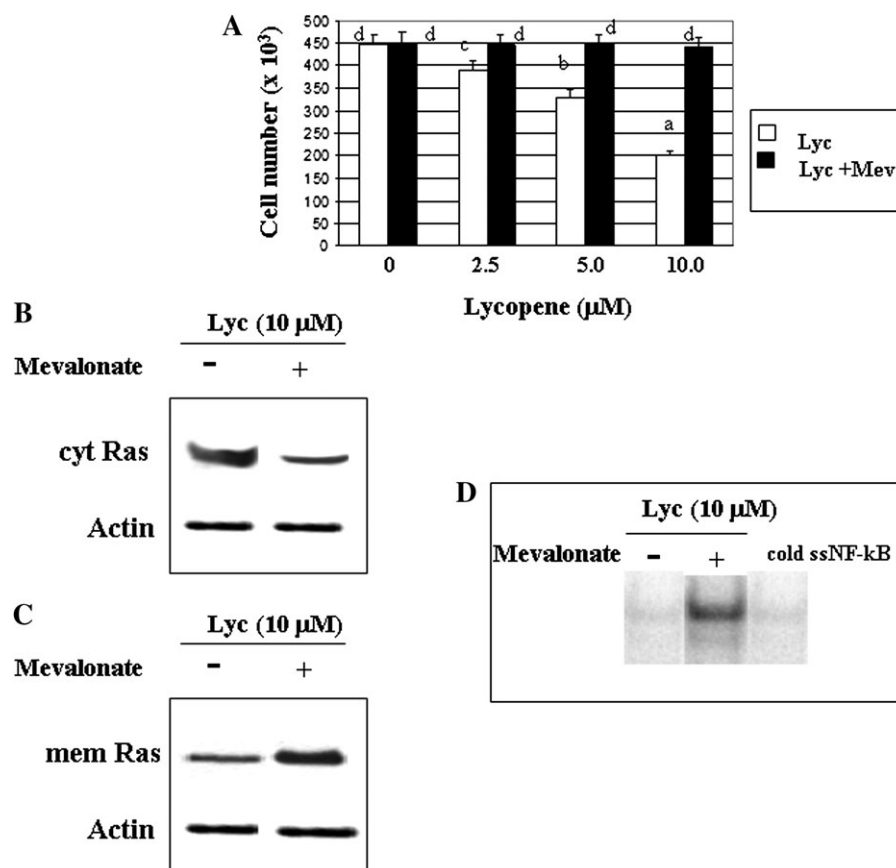 A
Cell number (x 10³)
500
450
400
350
300
250
200
150
100
50
0
d d c d b d a d
0 2.5 5.0 10.0
Lycopene (µM)
Lyc
Lyc +Mev
B
Lyc (10 µM)
Mevalonate - +
cyt Ras
Actin
C
Lyc (10 µM)
Mevalonate - +
mem Ras
Actin
D
Lyc (10 µM)
Mevalonate - + cold ssNF-kB